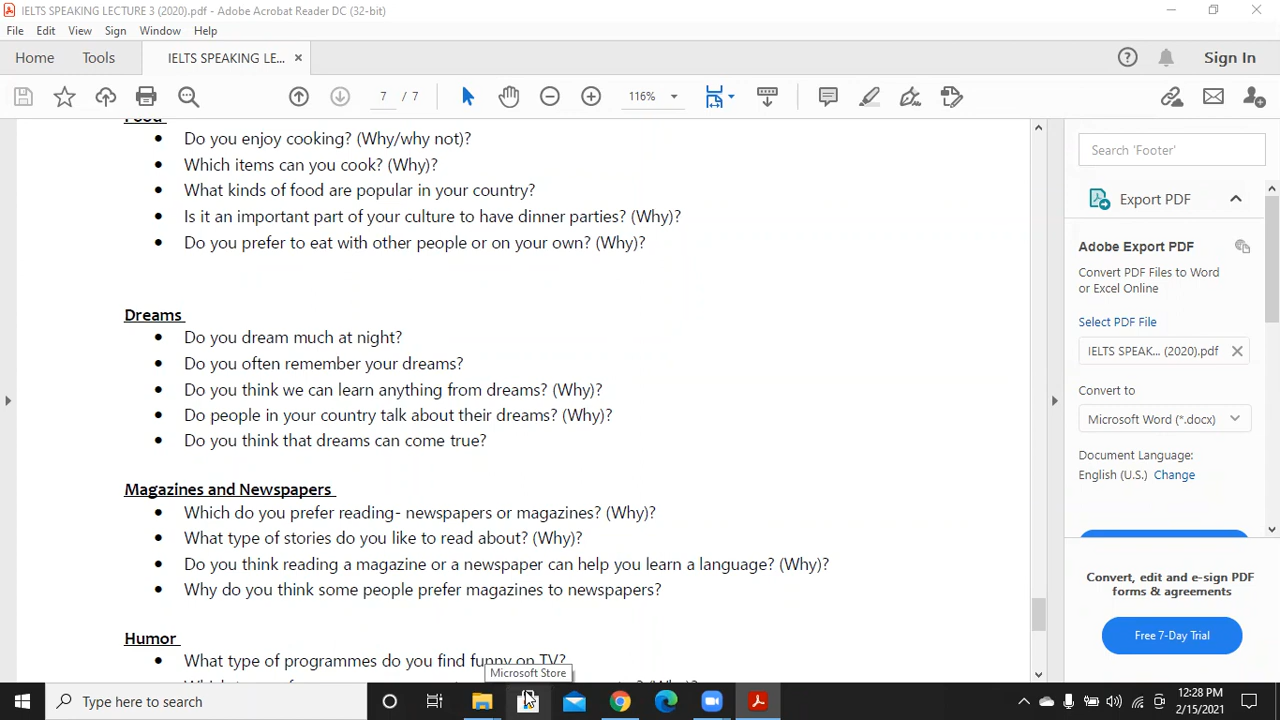 IELTS SPEAKING LECTURE 3 (2020).pdf - Adobe Acrobat Reader DC (32-bit)
File Edit View Sign Window Help
Home Tools IELTS SPEAKING LE... × Sign In
7 / 7 116%
Food
• Do you enjoy cooking? (Why/why not)?
• Which items can you cook? (Why)?
• What kinds of food are popular in your country?
• Is it an important part of your culture to have dinner parties? (Why)?
• Do you prefer to eat with other people or on your own? (Why)?
Dreams
• Do you dream much at night?
• Do you often remember your dreams?
• Do you think we can learn anything from dreams? (Why)?
• Do people in your country talk about their dreams? (Why)?
• Do you think that dreams can come true?
Magazines and Newspapers
• Which do you prefer reading- newspapers or magazines? (Why)?
• What type of stories do you like to read about? (Why)?
• Do you think reading a magazine or a newspaper can help you learn a language? (Why)?
• Why do you think some people prefer magazines to newspapers?
Humor
• What type of programmes do you find funny on TV?
Search 'Footer'
Export PDF
Adobe Export PDF
Convert PDF Files to Word
or Excel Online
Select PDF File
IELTS SPEAK... (2020).pdf
Convert to
Microsoft Word (*.docx)
Document Language:
English (U.S.) Change
Convert, edit and e-sign PDF
forms & agreements
Free 7-Day Trial
Microsoft Store
Type here to search
12:28 PM
2/15/2021